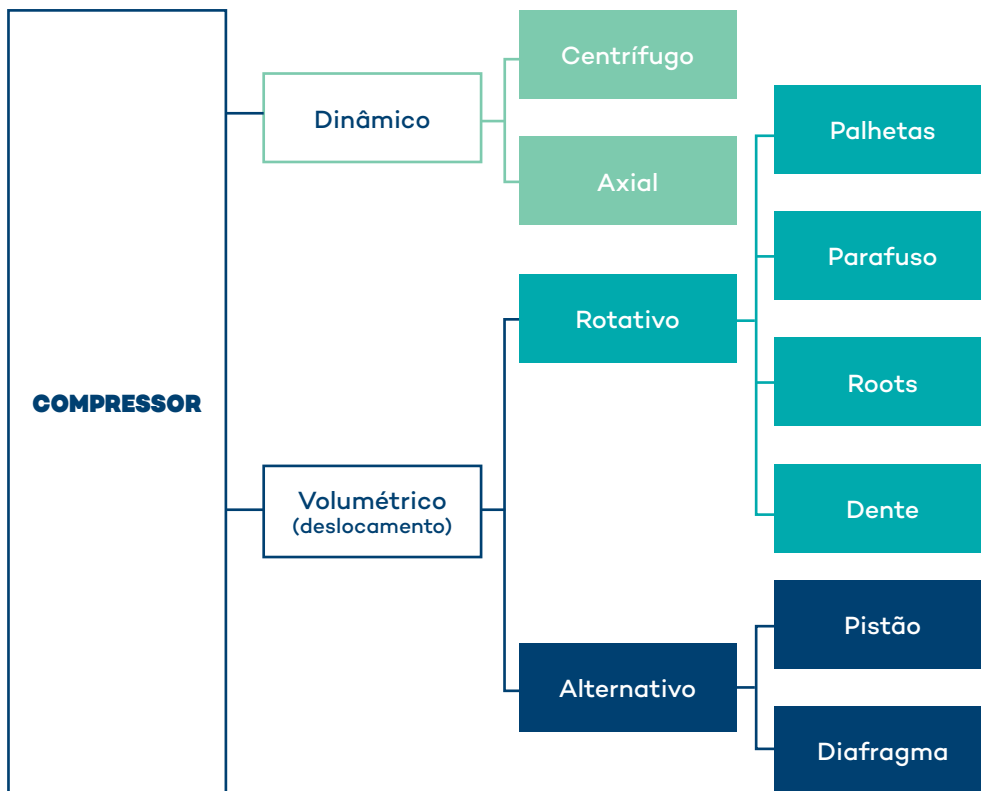 COMPRESSOR
Dinâmico
Centrífugo
Axial
Volumétrico
(deslocamento)
Rotativo
Palhetas
Parafuso
Roots
Dente
Alternativo
Pistão
Diafragma